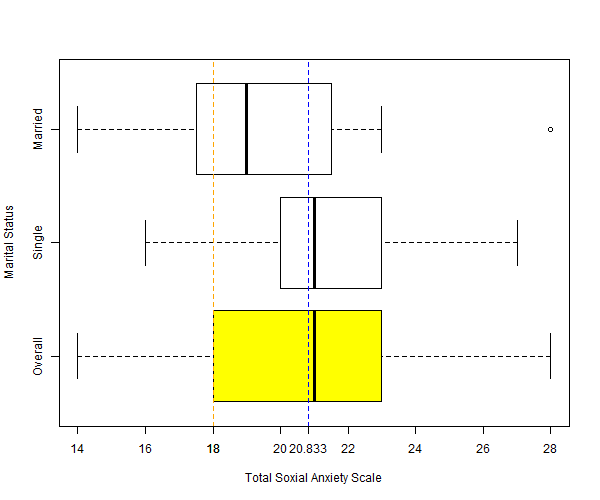 Marital Status
Married
Single
Overall
14 16 18 20 20.833 22 24 26 28
Total Soxial Anxiety Scale